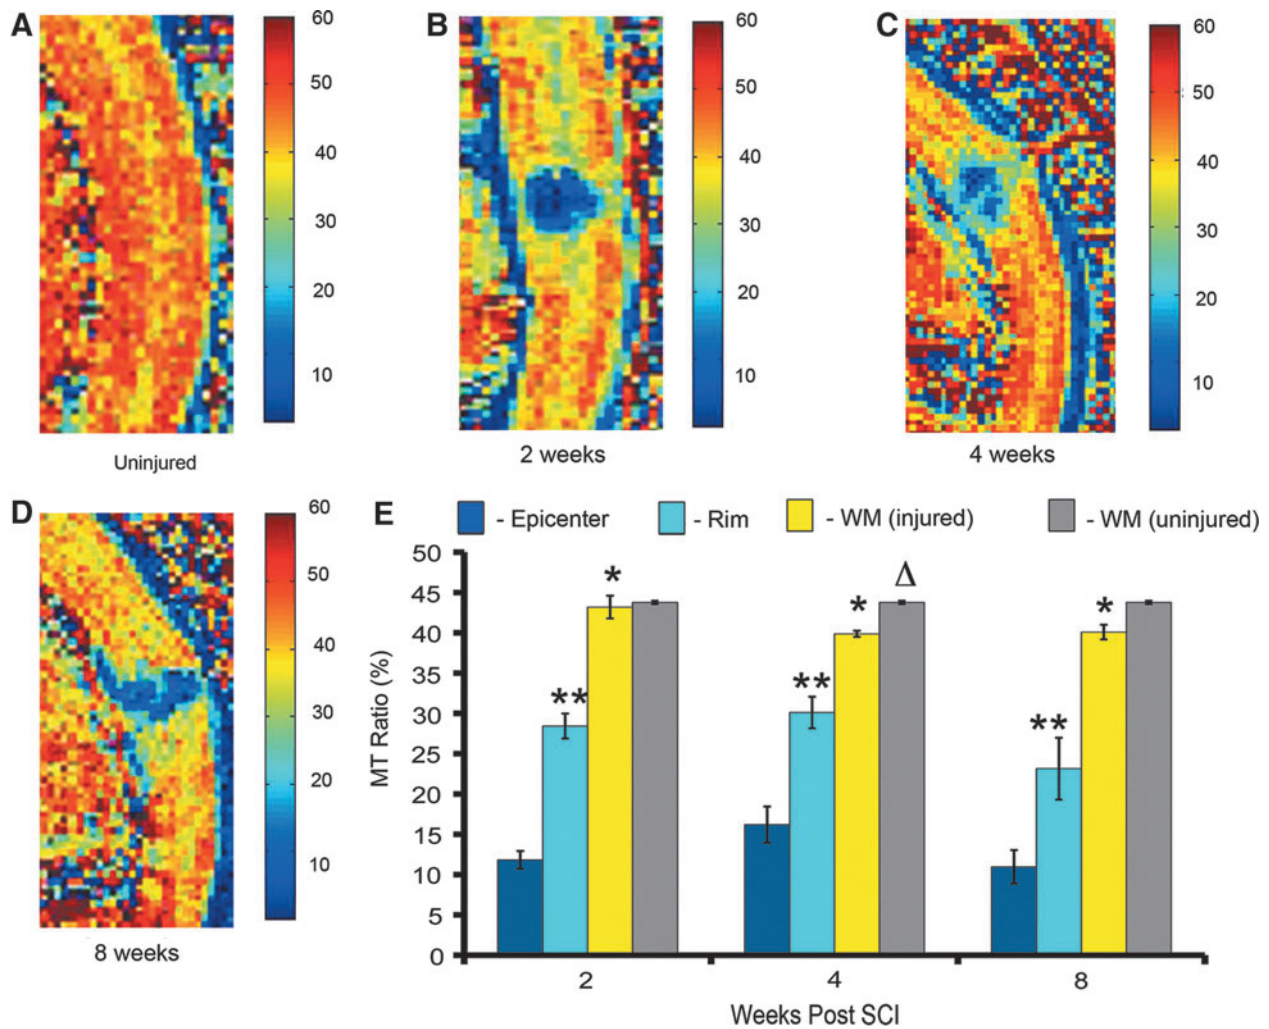 A
60
50
40
30
20
10
Uninjured
B
60
50
40
30
20
10
2 weeks
C
60
50
40
30
20
10
4 weeks
D
60
50
40
30
20
10
8 weeks
E
- Epicenter - Rim - WM (injured) - WM (uninjured)
MT Ratio (%)
50
45
40
35
30
25
20
15
10
5
0
** * ** * Δ ** *
2 4 8
Weeks Post SCI